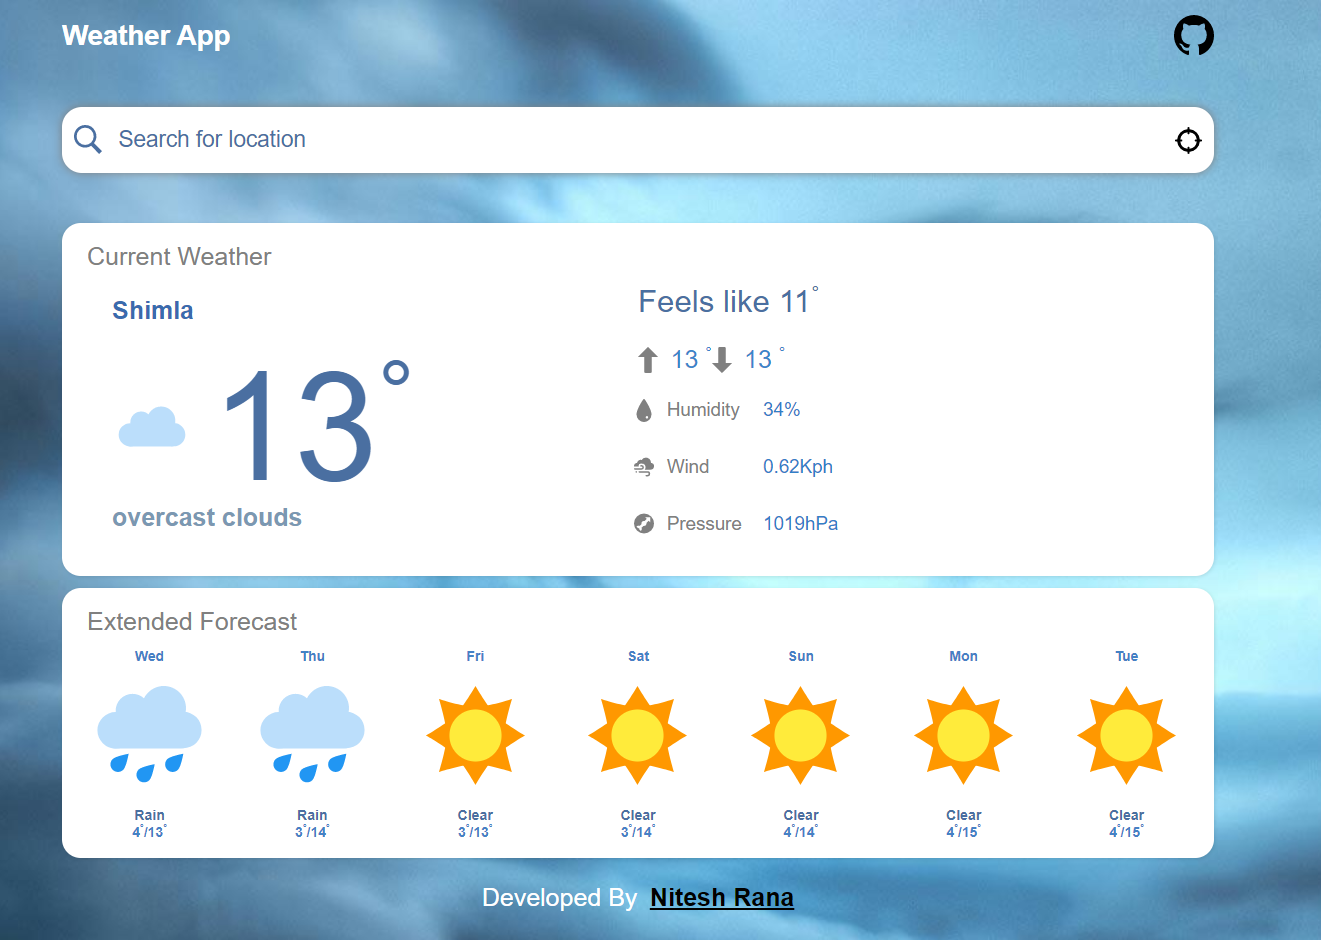 Weather App
Search for location
Current Weather
Shimla
13°
overcast clouds
Feels like 11°
13 ° 13 °
Humidity 34%
Wind 0.62Kph
Pressure 1019hPa
Extended Forecast
Wed Thu Fri Sat Sun Mon Tue
Rain Rain Clear Clear Clear Clear Clear
4°/13° 3°/14° 3°/13° 3°/14° 4°/14° 4°/15° 4°/15°
Developed By Nitesh Rana